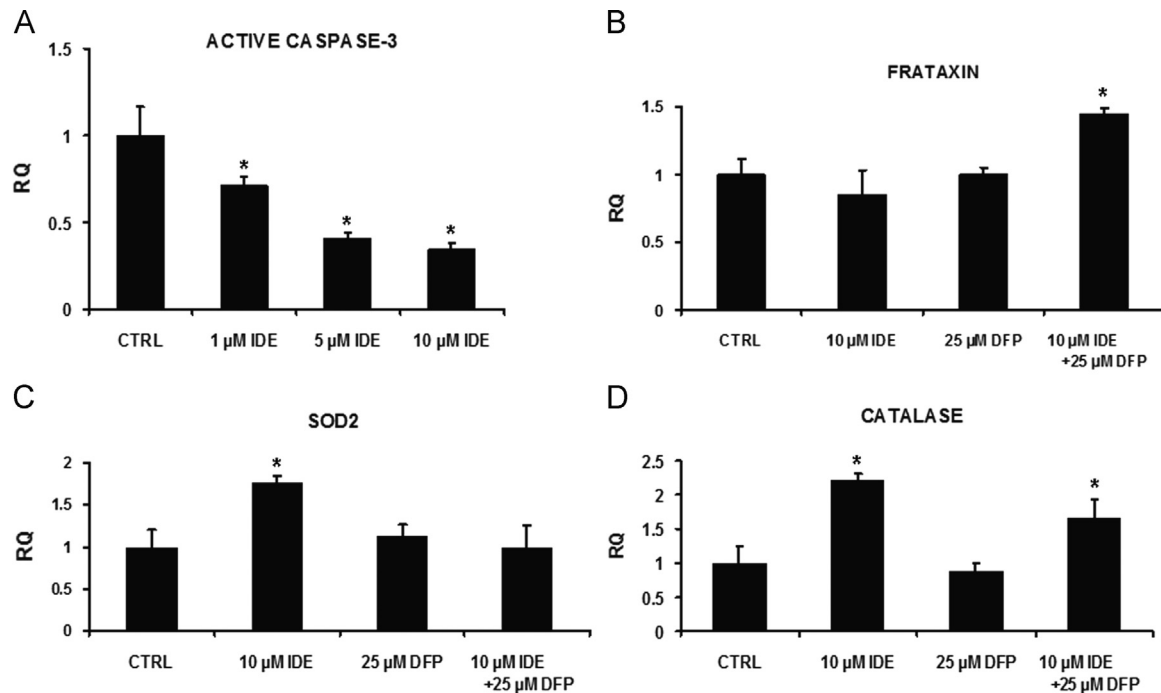 A
ACTIVE CASPASE-3
1.5
1
0.5
0
RQ
*
*
*
CTRL
1 µM IDE
5 µM IDE
10 µM IDE
B
FRATAXIN
1.5
1
0.5
0
RQ
*
CTRL
10 µM IDE
25 µM DFP
10 µM IDE
+25 µM DFP
C
SOD2
2
1.5
1
0.5
0
RQ
*
CTRL
10 µM IDE
25 µM DFP
10 µM IDE
+25 µM DFP
D
CATALASE
2.5
2
1.5
1
0.5
0
RQ
*
*
CTRL
10 µM IDE
25 µM DFP
10 µM IDE
+25 µM DFP